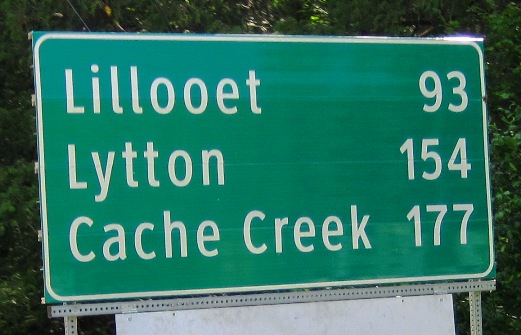 Lillooet 93
Lytton 154
Cache Creek 177